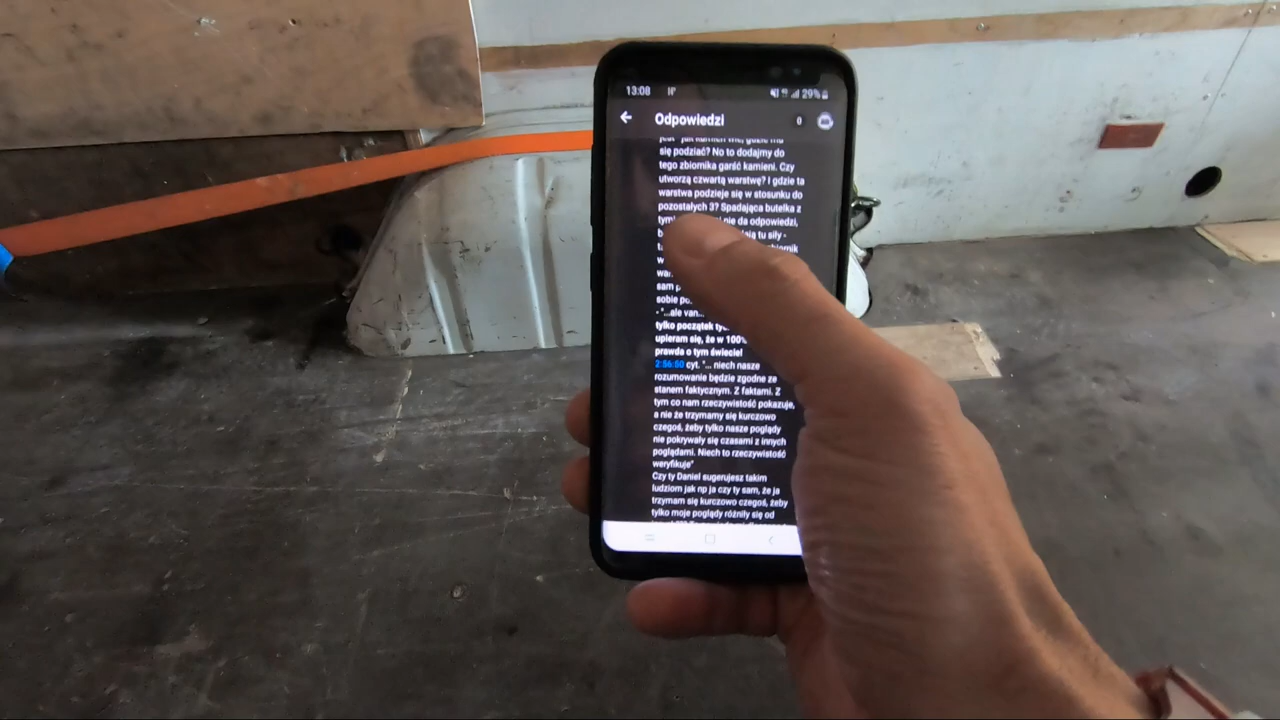 13:08 29%
Odpowiedzi 0
się podziać? No to dodajmy do
tego zbiornika garść kamieni. Czy
utworzą czwartą warstwę? I gdzie ta
warstwa podzieje się w stosunku do
pozostałych 3? Spadająca butelka z
nie da odpowiedzi,
tu siły -
sam
sobie
- "...ale
tylko początek
upieram się, że w 100%
prawda o tym świecie!
2:56:50 cyt. "... niech nasze
rozumowanie będzie zgodne ze
stanem faktycznym. Z faktami. Z
tym co nam rzeczywistość pokazuje,
a nie że trzymamy się kurczowo
czegoś, żeby tylko nasze poglądy
nie pokrywały się czasami z innych
poglądami. Niech to rzeczywistość
weryfikuje"
Czy ty Daniel sugerujesz takim
ludziom jak np ja czy ty sam, że ja
trzymam się kurczowo czegoś, żeby
tylko moje poglądy różniły się od